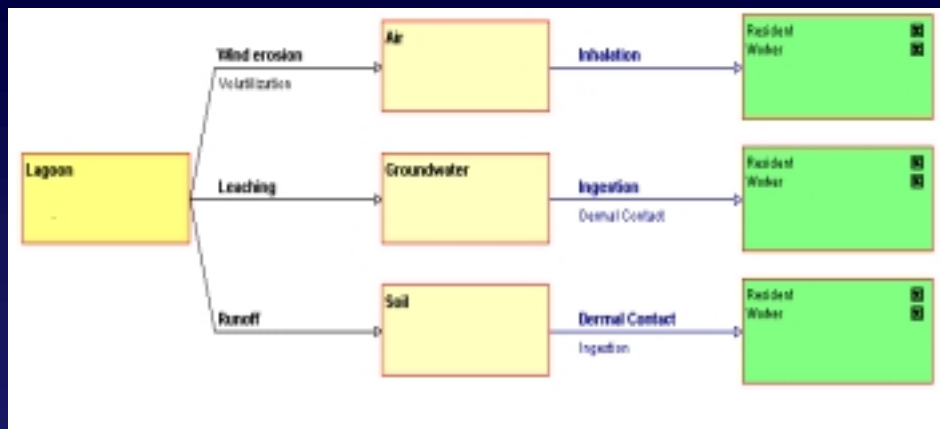 Lagoon
Wind erosion
Volatilization
Leaching
Runoff
Air
Groundwater
Soil
Inhalation
Ingestion
Dermal Contact
Dermal Contact
Ingestion
Resident
Worker
Resident
Worker
Resident
Worker